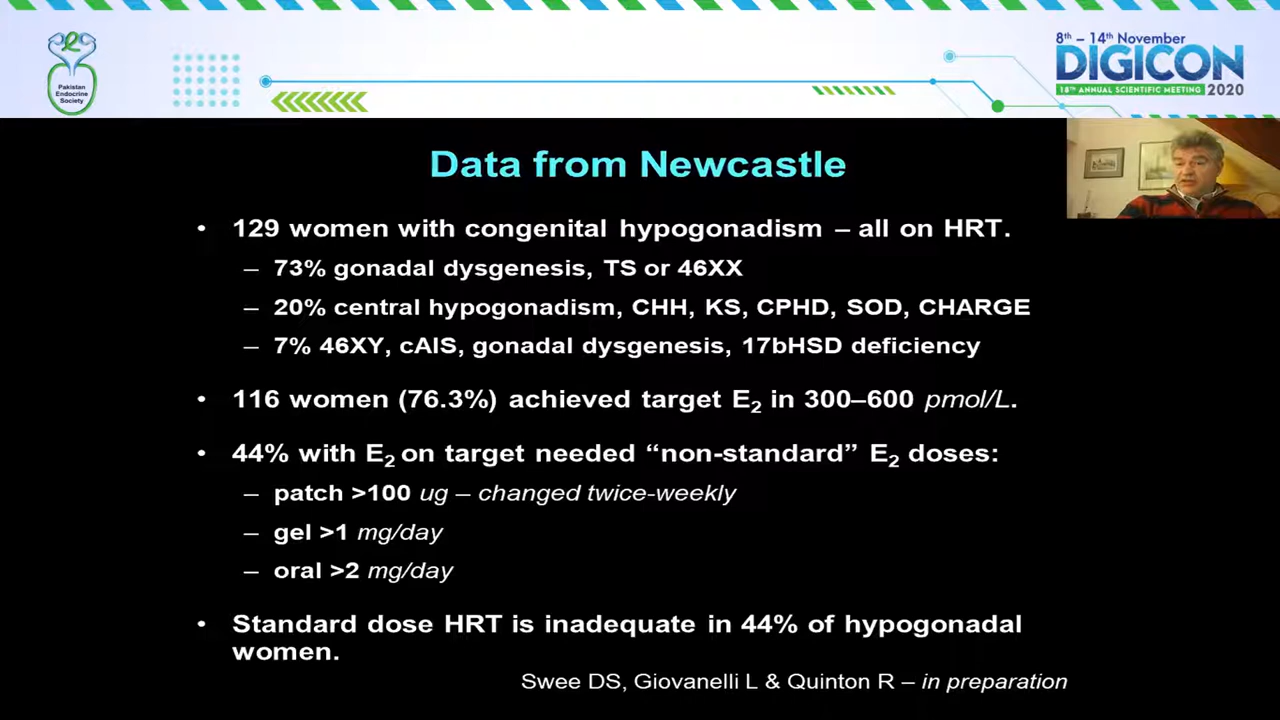 Pakistan
Endocrine
Society
8th – 14th November
DIGICON
18TH ANNUAL SCIENTIFIC MEETING 2020
Data from Newcastle
• 129 women with congenital hypogonadism – all on HRT.
– 73% gonadal dysgenesis, TS or 46XX
– 20% central hypogonadism, CHH, KS, CPHD, SOD, CHARGE
– 7% 46XY, cAIS, gonadal dysgenesis, 17bHSD deficiency
• 116 women (76.3%) achieved target E2 in 300–600 pmol/L.
• 44% with E2 on target needed “non-standard” E2 doses:
– patch >100 ug – changed twice-weekly
– gel >1 mg/day
– oral >2 mg/day
• Standard dose HRT is inadequate in 44% of hypogonadal
women.
Swee DS, Giovanelli L & Quinton R – in preparation